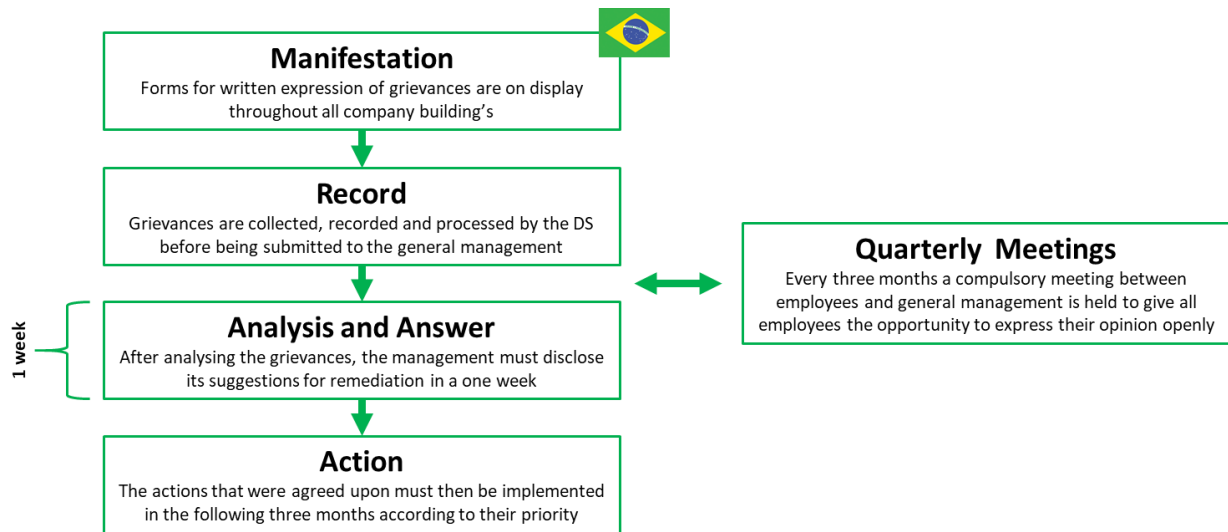 Manifestation
Forms for written expression of grievances are on display
throughout all company building's
Record
Grievances are collected, recorded and processed by the DS
before being submitted to the general management
Quarterly Meetings
Every three months a compulsory meeting between
employees and general management is held to give all
employees the opportunity to express their opinion openly
1 week
Analysis and Answer
After analysing the grievances, the management must disclose
its suggestions for remediation in a one week
Action
The actions that were agreed upon must then be implemented
in the following three months according to their priority